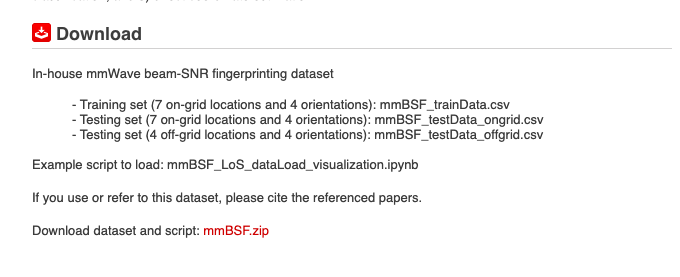 Download
In-house mmWave beam-SNR fingerprinting dataset
- Training set (7 on-grid locations and 4 orientations): mmBSF_trainData.csv
- Testing set (7 on-grid locations and 4 orientations): mmBSF_testData_ongrid.csv
- Testing set (4 off-grid locations and 4 orientations): mmBSF_testData_offgrid.csv
Example script to load: mmBSF_LoS_dataLoad_visualization.ipynb
If you use or refer to this dataset, please cite the referenced papers.
Download dataset and script: mmBSF.zip